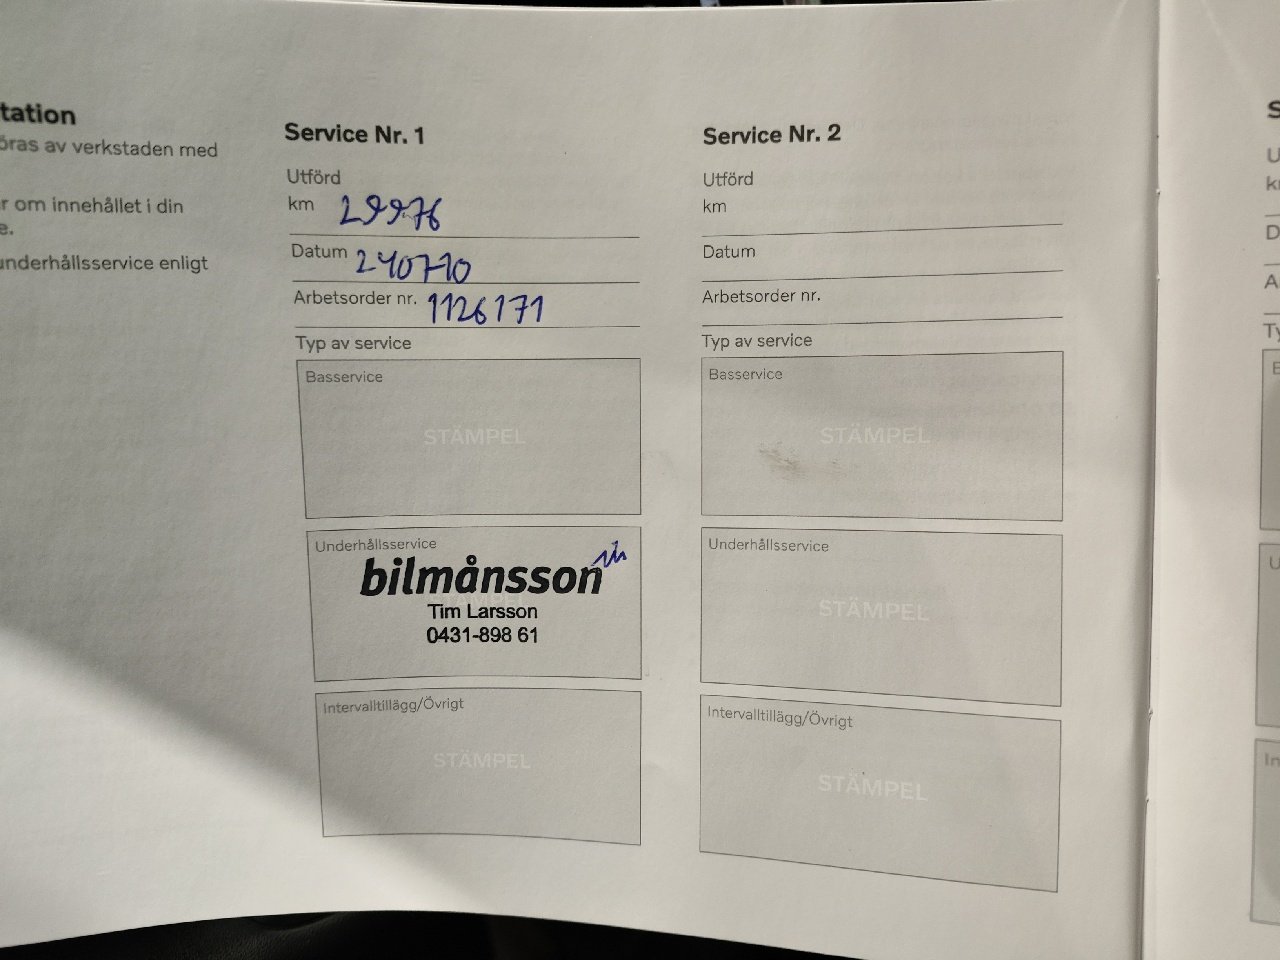 tation
öras av verkstaden med
r om innehållet i din
e.
underhållsservice enligt
Service Nr. 1
Utförd
km 29976
Datum 240710
Arbetsorder nr. 1126171
Typ av service
Basservice
STÄMPEL
Underhållsservice
bilmånsson
Tim Larsson
0431-898 61
Intervalltillägg/Övrigt
STÄMPEL
Service Nr. 2
Utförd
km
Datum
Arbetsorder nr.
Typ av service
Basservice
STÄMPEL
Underhållsservice
STÄMPEL
Intervalltillägg/Övrigt
STÄMPEL
S
U
k
D
A
Ty
B
U
In